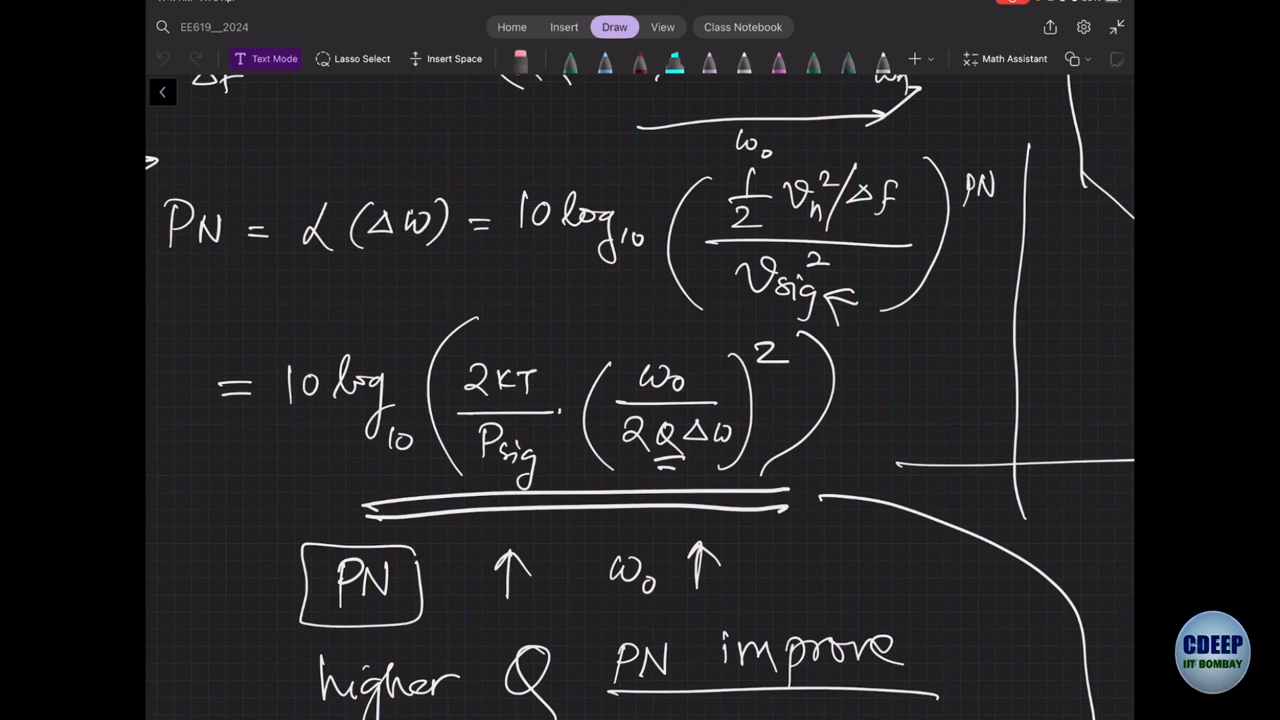 EE619__2024
Home Insert Draw View Class Notebook
Text Mode Lasso Select Insert Space Math Assistant
Δf
ω₀
PN = 𝓛 (Δω) = 10 log₁₀ ( 1/2 vₙ²/Δf / v_sig² ) PN
= 10 log₁₀ ( 2KT / P_sig · ( ω₀ / 2QΔω )² )
PN ↑ ω₀ ↑
higher Q PN improve
CDEEP
IIT BOMBAY